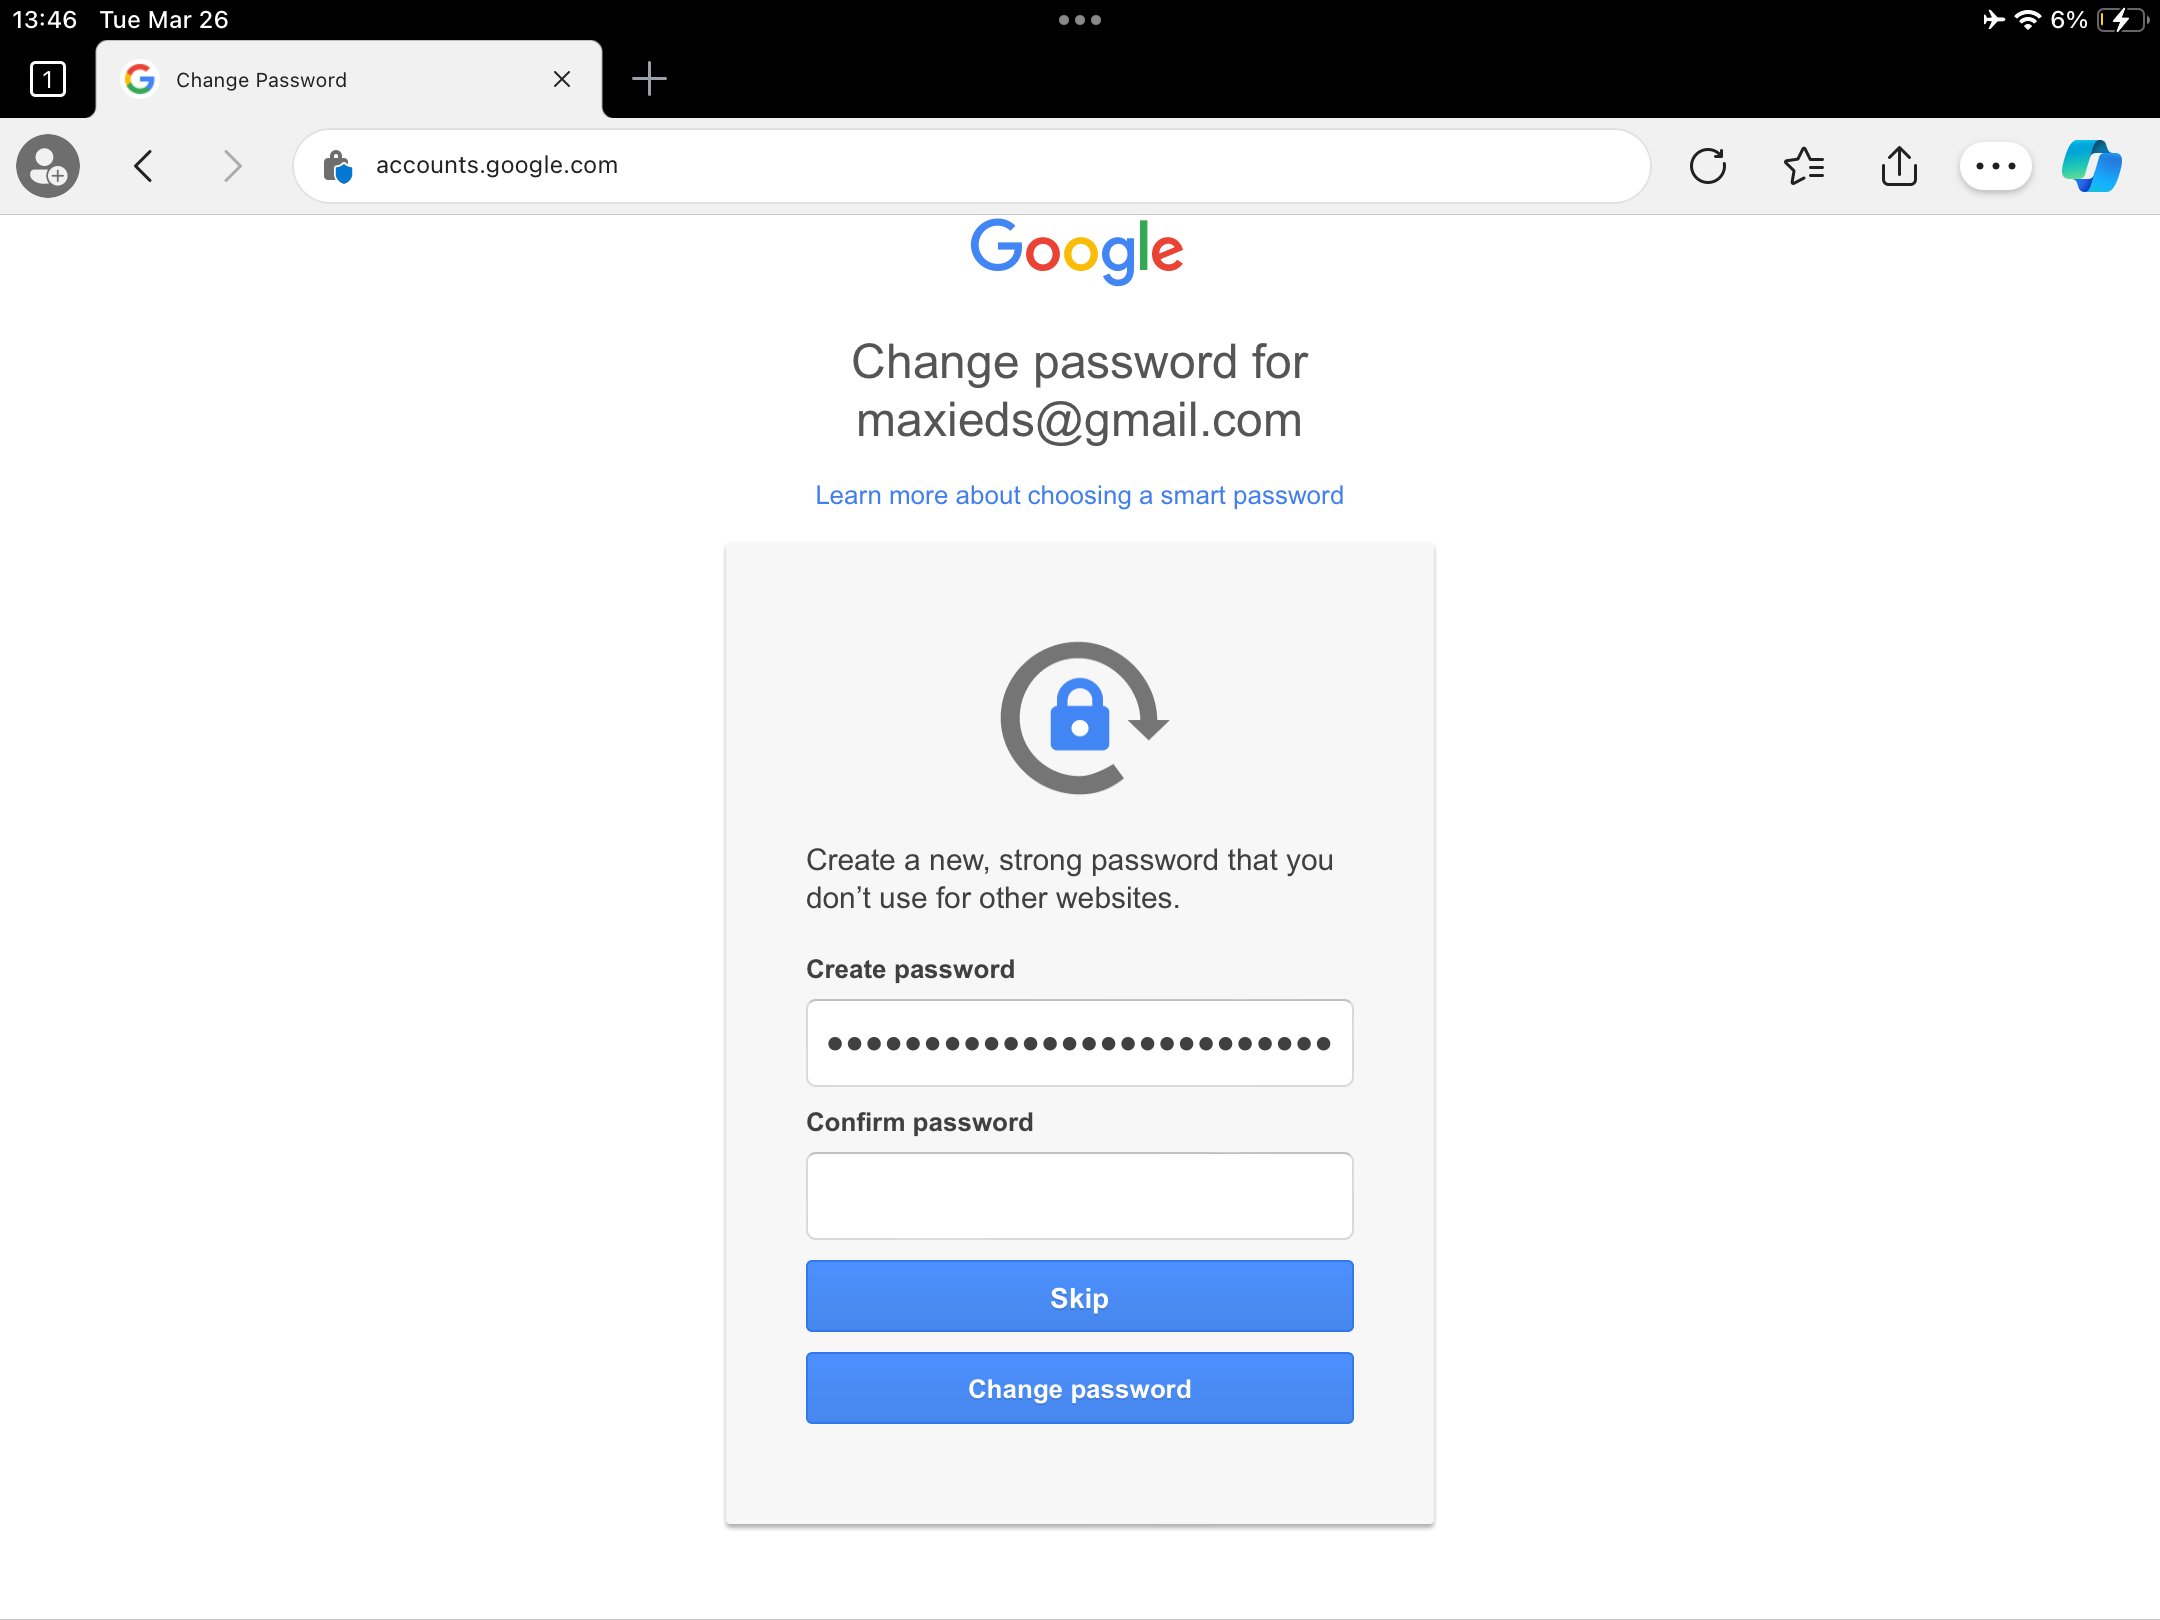 13:46 Tue Mar 26
6%
1
Change Password
accounts.google.com
Google
Change password for
maxieds@gmail.com
Learn more about choosing a smart password
Create a new, strong password that you
don’t use for other websites.
Create password
••••••••••••••••••••••••••
Confirm password
Skip
Change password